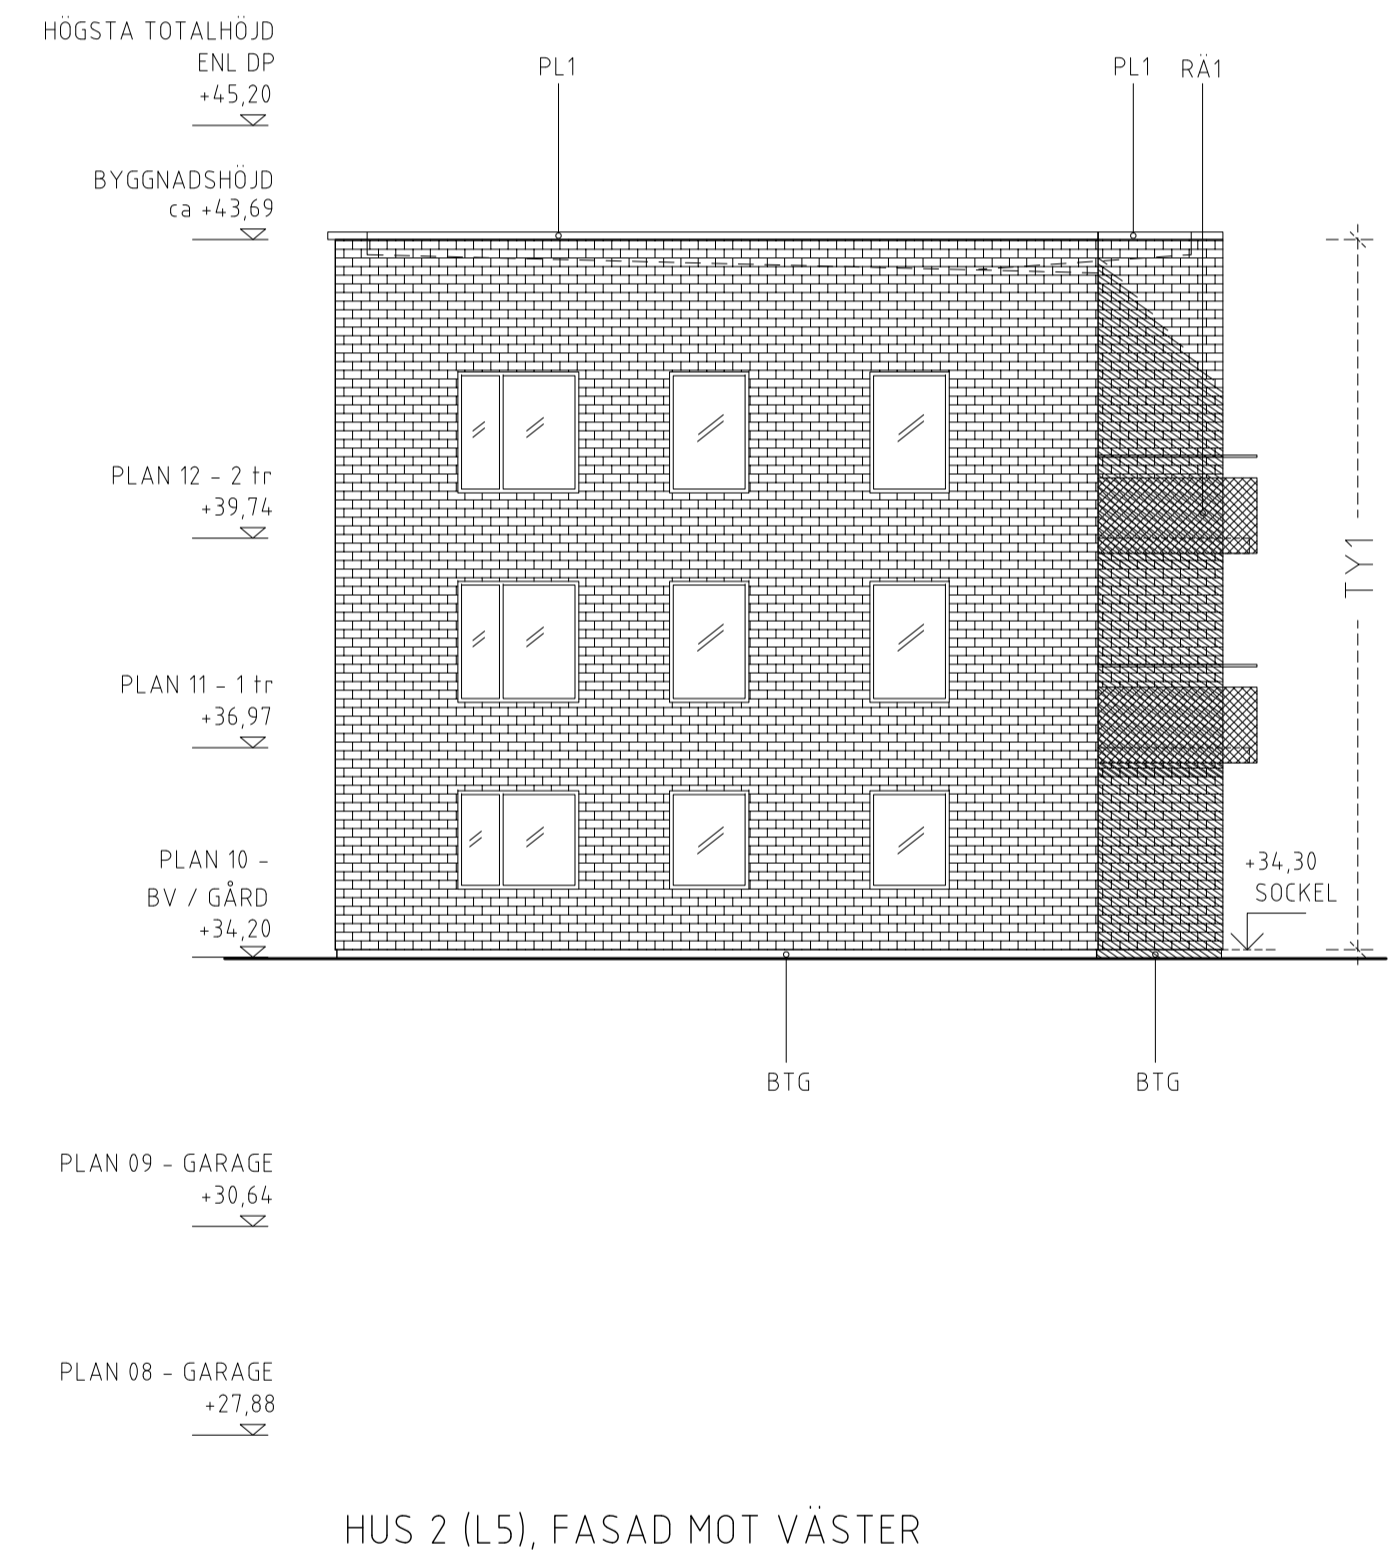 HÖGSTA TOTALHÖJD
ENL DP
+45,20
PL1
PL1
RÄ1
BYGGNADSHÖJD
ca +43,69
PLAN 12 - 2 tr
+39,74
TY1
PLAN 11 - 1 tr
+36,97
PLAN 10 -
BV / GÅRD
+34,20
+34,30
SOCKEL
BTG
BTG
PLAN 09 - GARAGE
+30,64
PLAN 08 - GARAGE
+27,88
HUS 2 (L5), FASAD MOT VÄSTER